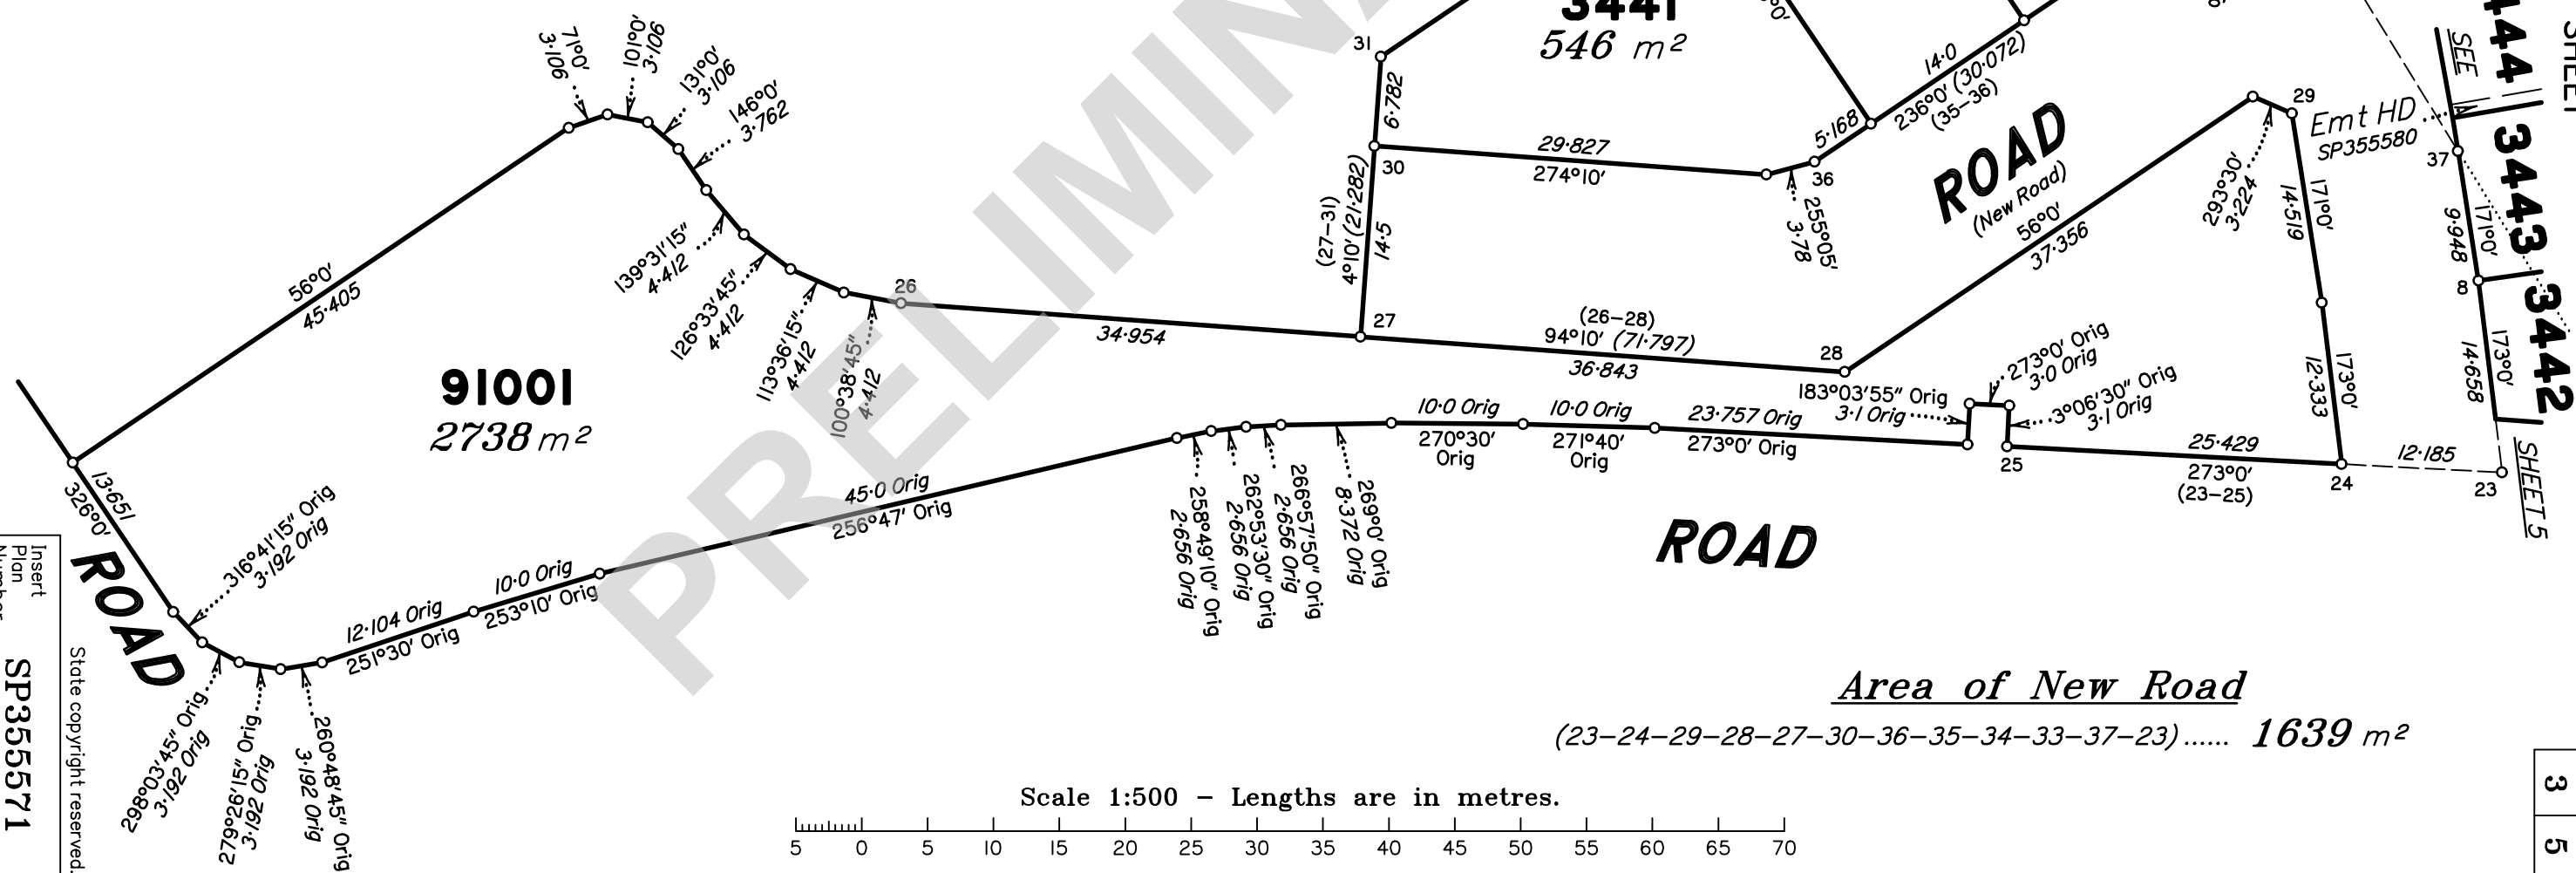 3441
546 m²
31
6·782
30
(27-31)
4°10' (21·282)
14·5
27
29·827
274°10'
36
255°05'
3·78
5·168
14·0
236°0' (30·072)
(35-36)
ROAD
(New Road)
56°0'
37·356
293°30'
3·224
29
171°0'
14·519
173°0'
12·333
Emt HD
SP355580
SEE
37
171°0'
9·948
8
173°0'
14·658
3443
3442
SHEET 5
71°0'
3·106
101°0'
3·106
131°0'
3·106
146°0'
3·762
139°31'15"
4·412
126°33'45"
4·412
113°36'15"
4·412
100°38'45"
4·412
26
34·954
(26-28)
94°10' (71·797)
36·843
28
56°0'
45·405
91001
2738 m²
13·651
326°0'
ROAD
316°41'15" Orig
3·192 Orig
298°03'45" Orig
3·192 Orig
279°26'15" Orig
3·192 Orig
260°48'45" Orig
3·192 Orig
12·104 Orig
251°30' Orig
10·0 Orig
253°10' Orig
45·0 Orig
256°47' Orig
258°49'10" Orig
2·656 Orig
262°53'30" Orig
2·656 Orig
266°57'50" Orig
2·656 Orig
269°0' Orig
8·372 Orig
10·0 Orig
270°30'
Orig
10·0 Orig
271°40'
Orig
23·757 Orig
273°0' Orig
183°03'55" Orig
3·1 Orig
273°0' Orig
3·0 Orig
3°06'30" Orig
3·1 Orig
25
25·429
273°0'
(23-25)
24
12·185
23
ROAD
PRELIMIN
Area of New Road
(23-24-29-28-27-30-36-35-34-33-37-23)...... 1639 m²
Scale 1:500 - Lengths are in metres.
5 0 5 10 15 20 25 30 35 40 45 50 55 60 65 70
Insert
Plan
SP355571
State copyright reserved.
3
5